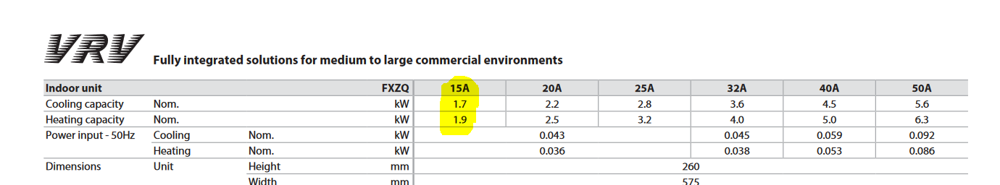 VRV
Fully integrated solutions for medium to large commercial environments
Indoor unit FXZQ 15A 20A 25A 32A 40A 50A
Cooling capacity Nom. kW 1.7 2.2 2.8 3.6 4.5 5.6
Heating capacity Nom. kW 1.9 2.5 3.2 4.0 5.0 6.3
Power input - 50Hz Cooling Nom. kW 0.043 0.045 0.059 0.092
Heating Nom. kW 0.036 0.038 0.053 0.086
Dimensions Unit Height mm 260
Width mm 575